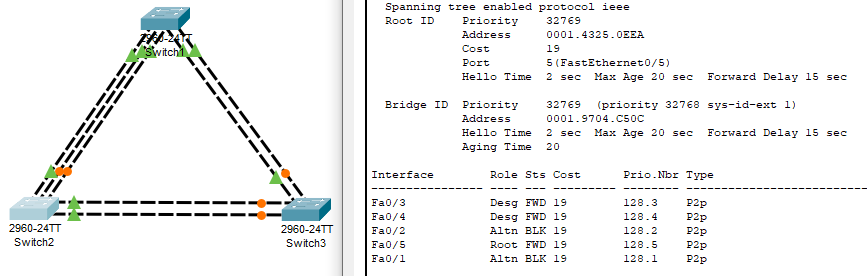 2960-24TT
Switch1
2960-24TT
Switch2
2960-24TT
Switch3
Spanning tree enabled protocol ieee
Root ID Priority 32769
Address 0001.4325.0EEA
Cost 19
Port 5(FastEthernet0/5)
Hello Time 2 sec Max Age 20 sec Forward Delay 15 sec
Bridge ID Priority 32769 (priority 32768 sys-id-ext 1)
Address 0001.9704.C50C
Hello Time 2 sec Max Age 20 sec Forward Delay 15 sec
Aging Time 20
Interface Role Sts Cost Prio.Nbr Type
---------------- ---- --- --------- -------- --------------------------------
Fa0/3 Desg FWD 19 128.3 P2p
Fa0/4 Desg FWD 19 128.4 P2p
Fa0/2 Altn BLK 19 128.2 P2p
Fa0/5 Root FWD 19 128.5 P2p
Fa0/1 Altn BLK 19 128.1 P2p